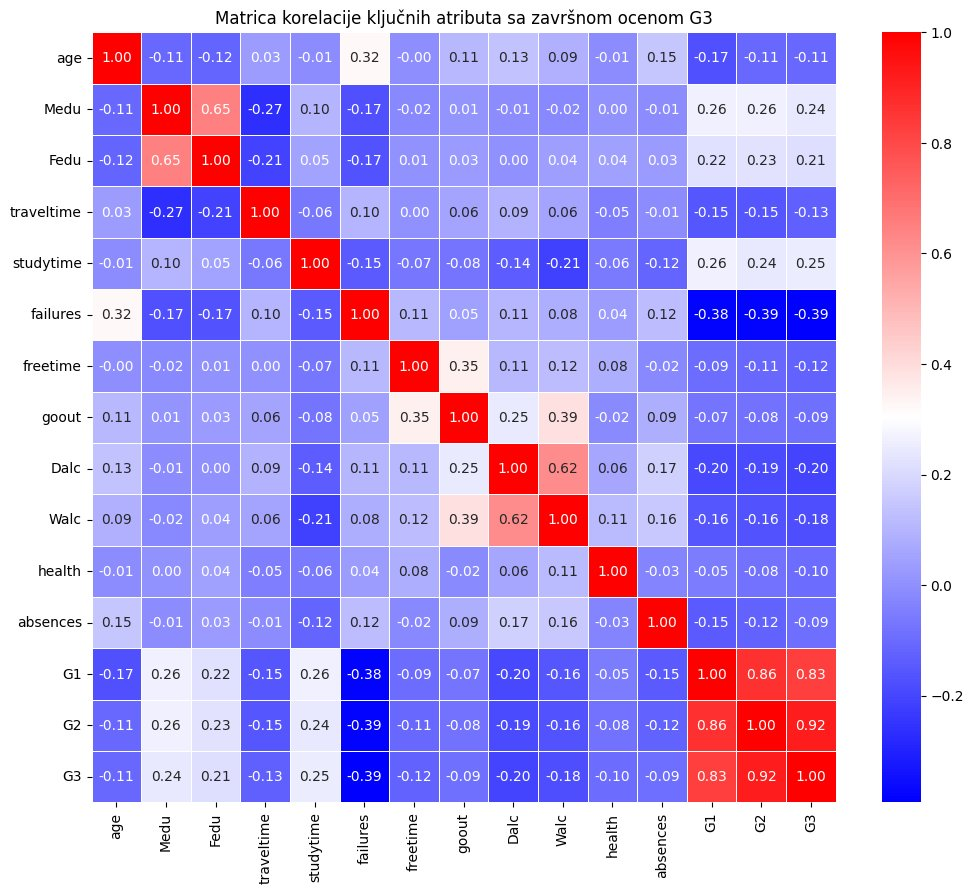 Matrica korelacije ključnih atributa sa završnom ocenom G3
age 1.00 -0.11 -0.12 0.03 -0.01 0.32 -0.00 0.11 0.13 0.09 -0.01 0.15 -0.17 -0.11 -0.11
Medu -0.11 1.00 0.65 -0.27 0.10 -0.17 -0.02 0.01 -0.01 -0.02 0.00 -0.01 0.26 0.26 0.24
Fedu -0.12 0.65 1.00 -0.21 0.05 -0.17 0.01 0.03 0.00 0.04 0.04 0.03 0.22 0.23 0.21
traveltime 0.03 -0.27 -0.21 1.00 -0.06 0.10 0.00 0.06 0.09 0.06 -0.05 -0.01 -0.15 -0.15 -0.13
studytime -0.01 0.10 0.05 -0.06 1.00 -0.15 -0.07 -0.08 -0.14 -0.21 -0.06 -0.12 0.26 0.24 0.25
failures 0.32 -0.17 -0.17 0.10 -0.15 1.00 0.11 0.05 0.11 0.08 0.04 0.12 -0.38 -0.39 -0.39
freetime -0.00 -0.02 0.01 0.00 -0.07 0.11 1.00 0.35 0.11 0.12 0.08 -0.02 -0.09 -0.11 -0.12
goout 0.11 0.01 0.03 0.06 -0.08 0.05 0.35 1.00 0.25 0.39 -0.02 0.09 -0.07 -0.08 -0.09
Dalc 0.13 -0.01 0.00 0.09 -0.14 0.11 0.11 0.25 1.00 0.62 0.06 0.17 -0.20 -0.19 -0.20
Walc 0.09 -0.02 0.04 0.06 -0.21 0.08 0.12 0.39 0.62 1.00 0.11 0.16 -0.16 -0.16 -0.18
health -0.01 0.00 0.04 -0.05 -0.06 0.04 0.08 -0.02 0.06 0.11 1.00 -0.03 -0.05 -0.08 -0.10
absences 0.15 -0.01 0.03 -0.01 -0.12 0.12 -0.02 0.09 0.17 0.16 -0.03 1.00 -0.15 -0.12 -0.09
G1 -0.17 0.26 0.22 -0.15 0.26 -0.38 -0.09 -0.07 -0.20 -0.16 -0.05 -0.15 1.00 0.86 0.83
G2 -0.11 0.26 0.23 -0.15 0.24 -0.39 -0.11 -0.08 -0.19 -0.16 -0.08 -0.12 0.86 1.00 0.92
G3 -0.11 0.24 0.21 -0.13 0.25 -0.39 -0.12 -0.09 -0.20 -0.18 -0.10 -0.09 0.83 0.92 1.00
age Medu Fedu traveltime studytime failures freetime goout Dalc Walc health absences G1 G2 G3
1.0
0.8
0.6
0.4
0.2
0.0
−0.2